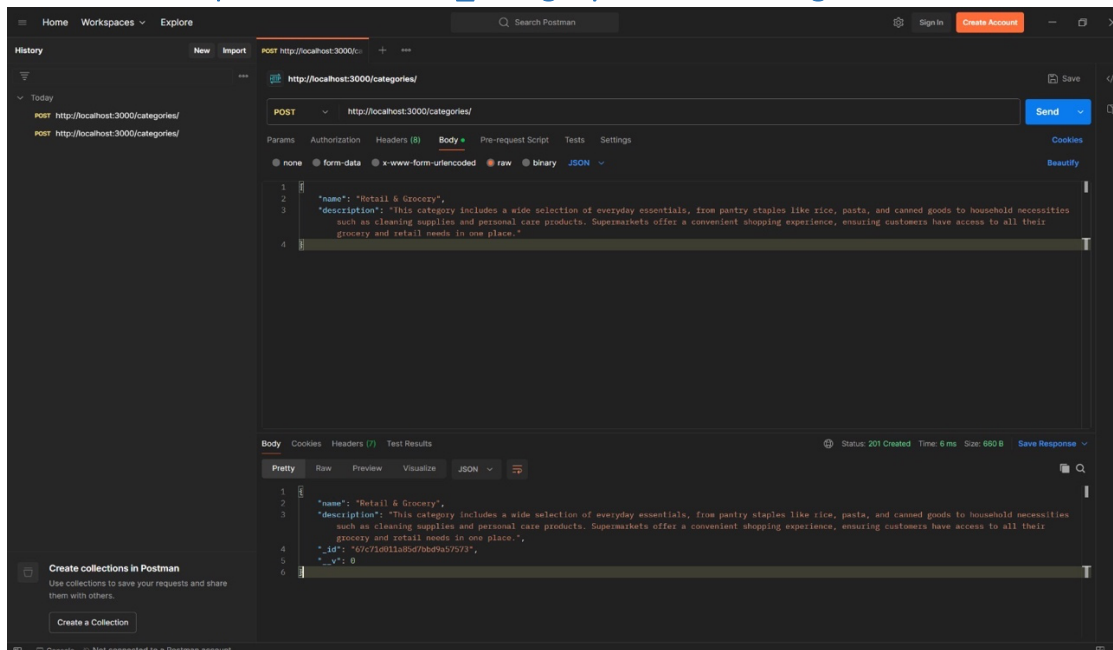 Home Workspaces Explore Search Postman Sign In Create Account
History New Import POST http://localhost:3000/ca
http://localhost:3000/categories/ Save
Today
POST http://localhost:3000/categories/
POST http://localhost:3000/categories/
POST http://localhost:3000/categories/ Send
Params Authorization Headers (8) Body Pre-request Script Tests Settings Cookies
none form-data x-www-form-urlencoded raw binary JSON Beautify
1 {
2 "name": "Retail & Grocery",
3 "description": "This category includes a wide selection of everyday essentials, from pantry staples like rice, pasta, and canned goods to household necessities
such as cleaning supplies and personal care products. Supermarkets offer a convenient shopping experience, ensuring customers have access to all their
grocery and retail needs in one place."
4 }
Body Cookies Headers (7) Test Results Status: 201 Created Time: 6 ms Size: 660 B Save Response
Pretty Raw Preview Visualize JSON
1 {
2 "name": "Retail & Grocery",
3 "description": "This category includes a wide selection of everyday essentials, from pantry staples like rice, pasta, and canned goods to household necessities
such as cleaning supplies and personal care products. Supermarkets offer a convenient shopping experience, ensuring customers have access to all their
grocery and retail needs in one place.",
4 "_id": "67c71d011a85d7bbd9a57573",
5 "__v": 0
6 }
Create collections in Postman
Use collections to save your requests and share
them with others.
Create a Collection
Console Not connected to a Postman account